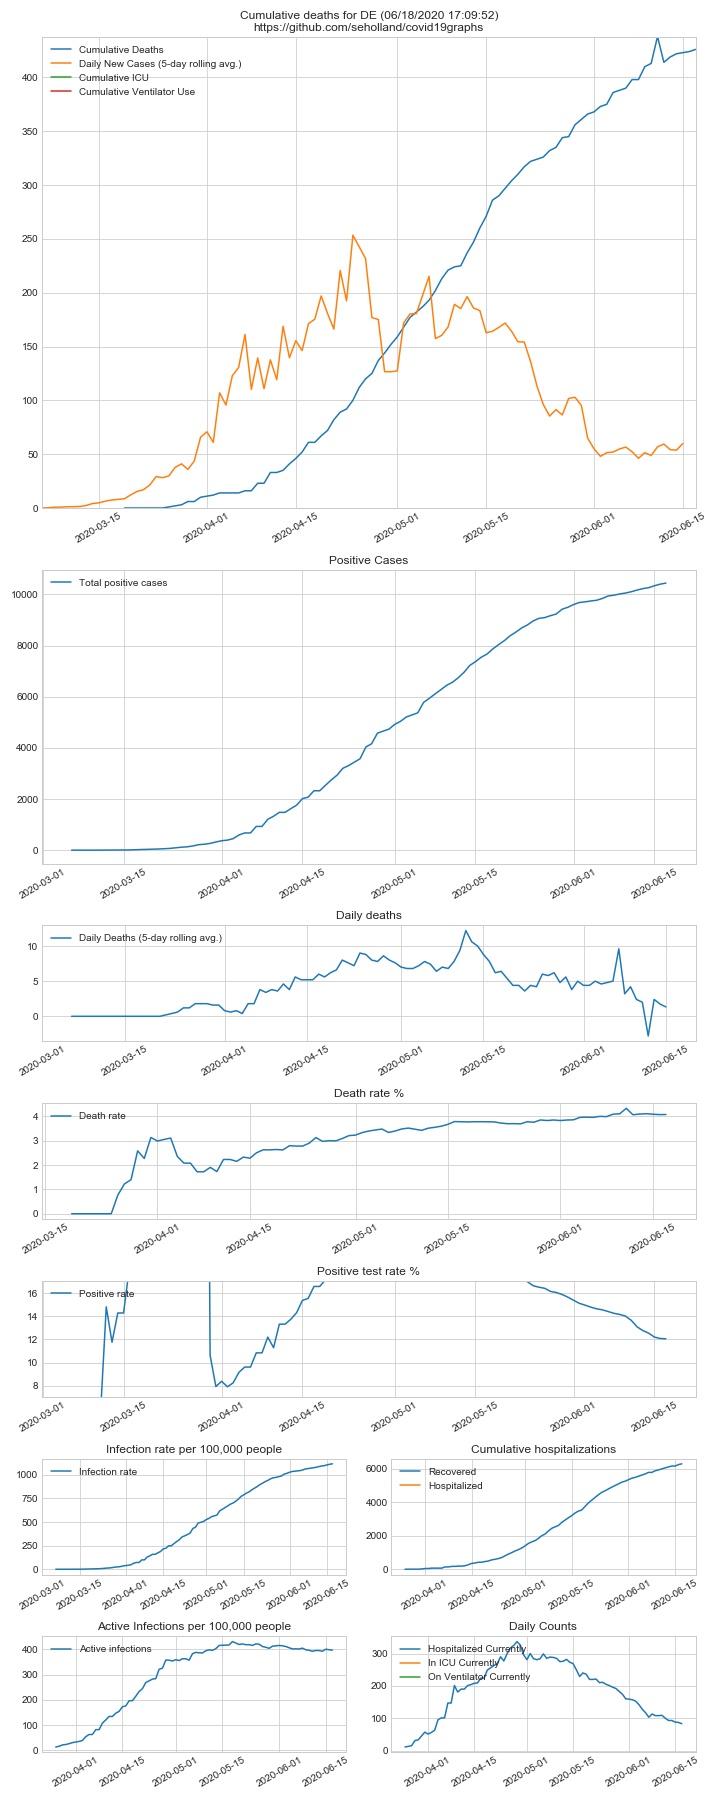 Cumulative deaths for DE (06/18/2020 17:09:52)
https://github.com/seholland/covid19graphs
Cumulative Deaths
Daily New Cases (5-day rolling avg.)
Cumulative ICU
Cumulative Ventilator Use
400
350
300
250
200
150
100
50
0
2020-03-15 2020-04-01 2020-04-15 2020-05-01 2020-05-15 2020-06-01 2020-06-15
Positive Cases
Total positive cases
10000
8000
6000
4000
2000
0
2020-03-01 2020-03-15 2020-04-01 2020-04-15 2020-05-01 2020-05-15 2020-06-01 2020-06-15
Daily deaths
Daily Deaths (5-day rolling avg.)
10
5
0
2020-03-01 2020-03-15 2020-04-01 2020-04-15 2020-05-01 2020-05-15 2020-06-01 2020-06-15
Death rate %
Death rate
4
3
2
1
0
2020-03-15 2020-04-01 2020-04-15 2020-05-01 2020-05-15 2020-06-01 2020-06-15
Positive test rate %
Positive rate
16
14
12
10
8
2020-03-01 2020-03-15 2020-04-01 2020-04-15 2020-05-01 2020-05-15 2020-06-01 2020-06-15
Infection rate per 100,000 people
Infection rate
1000
750
500
250
0
2020-03-01 2020-03-15 2020-04-01 2020-04-15 2020-05-01 2020-05-15 2020-06-01 2020-06-15
Cumulative hospitalizations
Recovered
Hospitalized
6000
4000
2000
0
2020-04-01 2020-04-15 2020-05-01 2020-05-15 2020-06-01 2020-06-15
Active Infections per 100,000 people
Active infections
400
300
200
100
0
2020-04-01 2020-04-15 2020-05-01 2020-05-15 2020-06-01 2020-06-15
Daily Counts
Hospitalized Currently
In ICU Currently
On Ventilator Currently
300
200
100
0
2020-04-01 2020-04-15 2020-05-01 2020-05-15 2020-06-01 2020-06-15